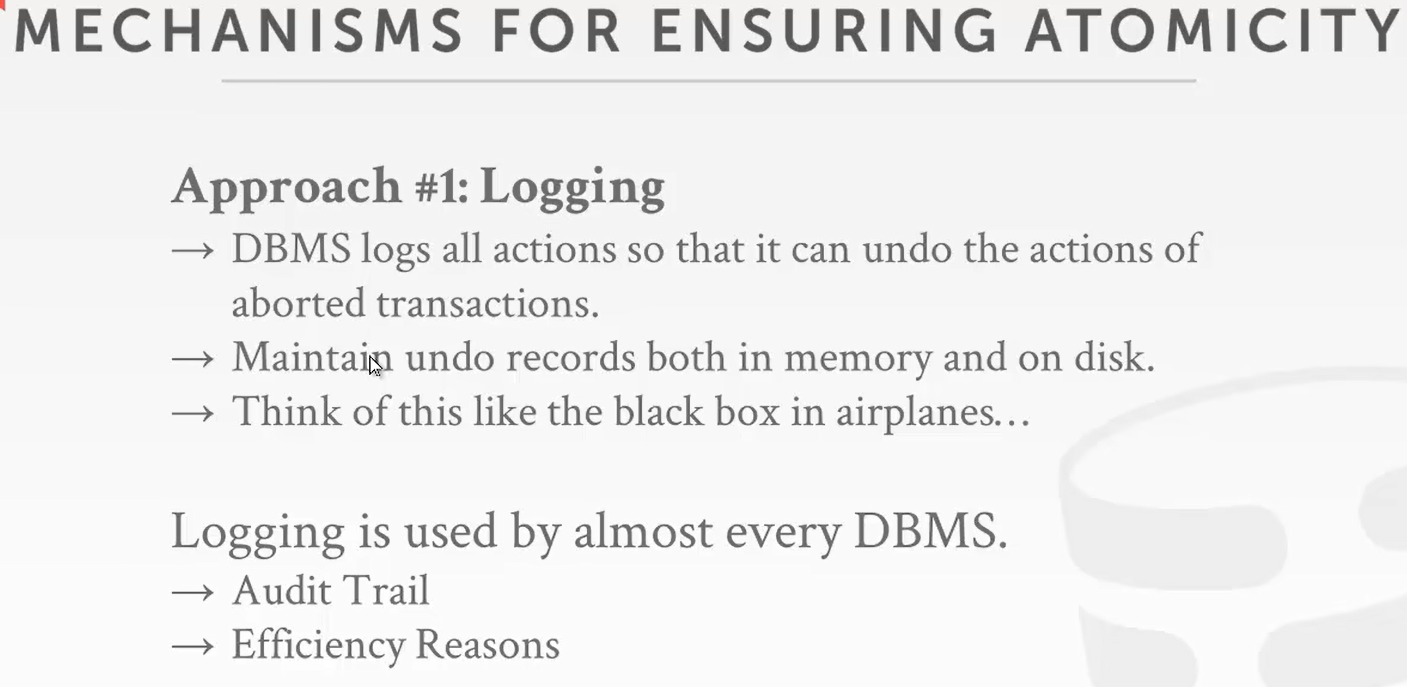 MECHANISMS FOR ENSURING ATOMICITY
Approach #1: Logging
→ DBMS logs all actions so that it can undo the actions of
aborted transactions.
→ Maintain undo records both in memory and on disk.
→ Think of this like the black box in airplanes…
Logging is used by almost every DBMS.
→ Audit Trail
→ Efficiency Reasons